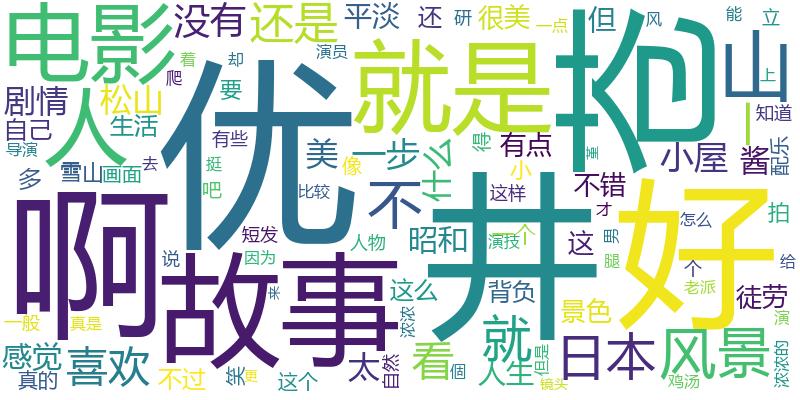 电影
没有
还是
平淡
还
研
很美
一点
但
风
能
立
抱
山
上
优
就是
剧情
自己
导演
人
松山
生活
爬
着
却
要
演员
有些
美
一步
什么
得
有点
小屋
酱
一
知道
配乐
多
雪山
画面
去
挺
吧
比较
像
不
小
这样
不错
堇
才
啊
故事
井
好
短发
因为
说
来
人物
昭和
一个
演技
这
男
腿
怎么
拍
个
给
老派
徒劳
演
这么
浓浓
背负
景色
就
日本
风景
浓浓的
一般
真是
感觉
真的
喜欢
不过
笑
更
这个
太
自然
看
個
人生
但是
镜头
鸡汤